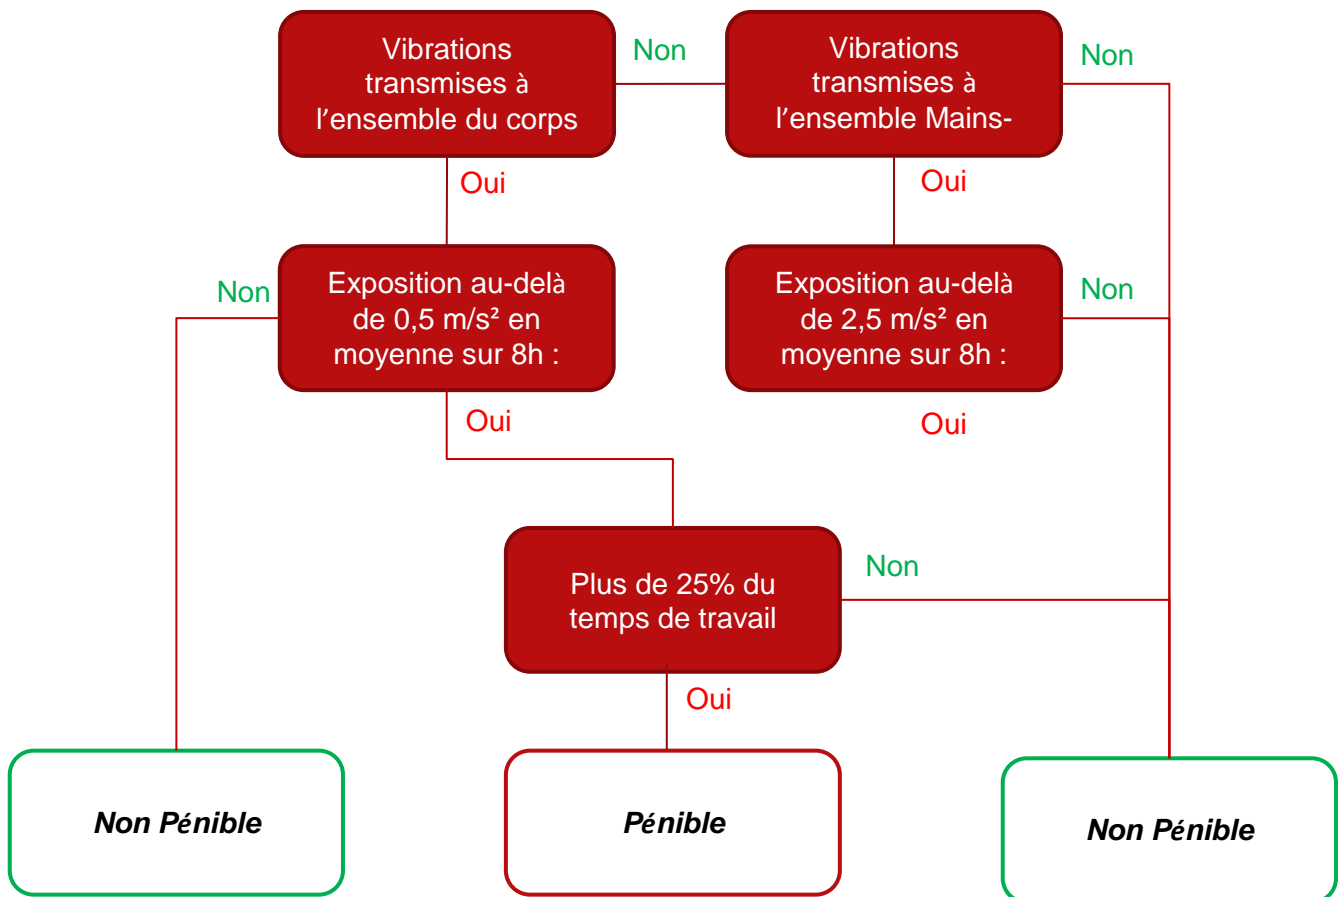 Vibrations
transmises à
l'ensemble du corps
Non
Vibrations
transmises à
l'ensemble Mains-
Non
Oui
Oui
Non
Exposition au-delà
de 0,5 m/s² en
moyenne sur 8h :
Exposition au-delà
de 2,5 m/s² en
moyenne sur 8h :
Non
Oui
Oui
Plus de 25% du
temps de travail
Non
Oui
Non Pénible
Pénible
Non Pénible